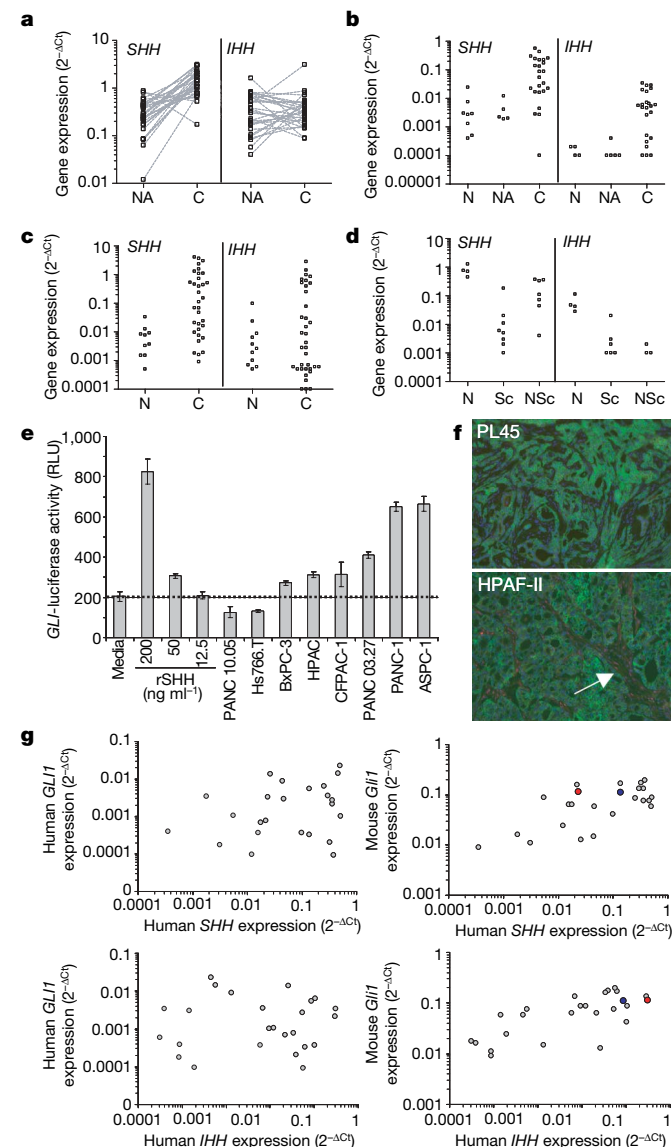 a
SHH
IHH
Gene expression (2⁻ΔCt)
10
1
0.1
0.01
NA C NA C
b
SHH
IHH
Gene expression (2⁻ΔCt)
1
0.1
0.01
0.001
0.0001
0.00001
N NA C N NA C
c
SHH
IHH
Gene expression (2⁻ΔCt)
10
1
0.1
0.01
0.001
0.0001
N C N C
d
SHH
IHH
Gene expression (2⁻ΔCt)
10
1
0.1
0.01
0.001
0.0001
N Sc NSc N Sc NSc
e
GLI-luciferase activity (RLU)
1,000
800
600
400
200
0
Media
200
50
12.5
rSHH
(ng ml⁻¹)
PANC 10.05
Hs766.T
BxPC-3
HPAC
CFPAC-1
PANC 03.27
PANC-1
ASPC-1
f
PL45
HPAF-II
g
Human GLI1
expression (2⁻ΔCt)
0.1
0.01
0.001
0.0001
0
0.0001 0.001 0.01 0.1 1
Human SHH expression (2⁻ΔCt)
Mouse Gli1
expression (2⁻ΔCt)
1
0.1
0.01
0.001
0.0001 0.001 0.01 0.1 1
Human SHH expression (2⁻ΔCt)
Human GLI1
expression (2⁻ΔCt)
0.1
0.01
0.001
0.0001
0
0.0001 0.001 0.01 0.1 1
Human IHH expression (2⁻ΔCt)
Mouse Gli1
expression (2⁻ΔCt)
1
0.1
0.01
0.001
0.0001 0.001 0.01 0.1 1
Human IHH expression (2⁻ΔCt)